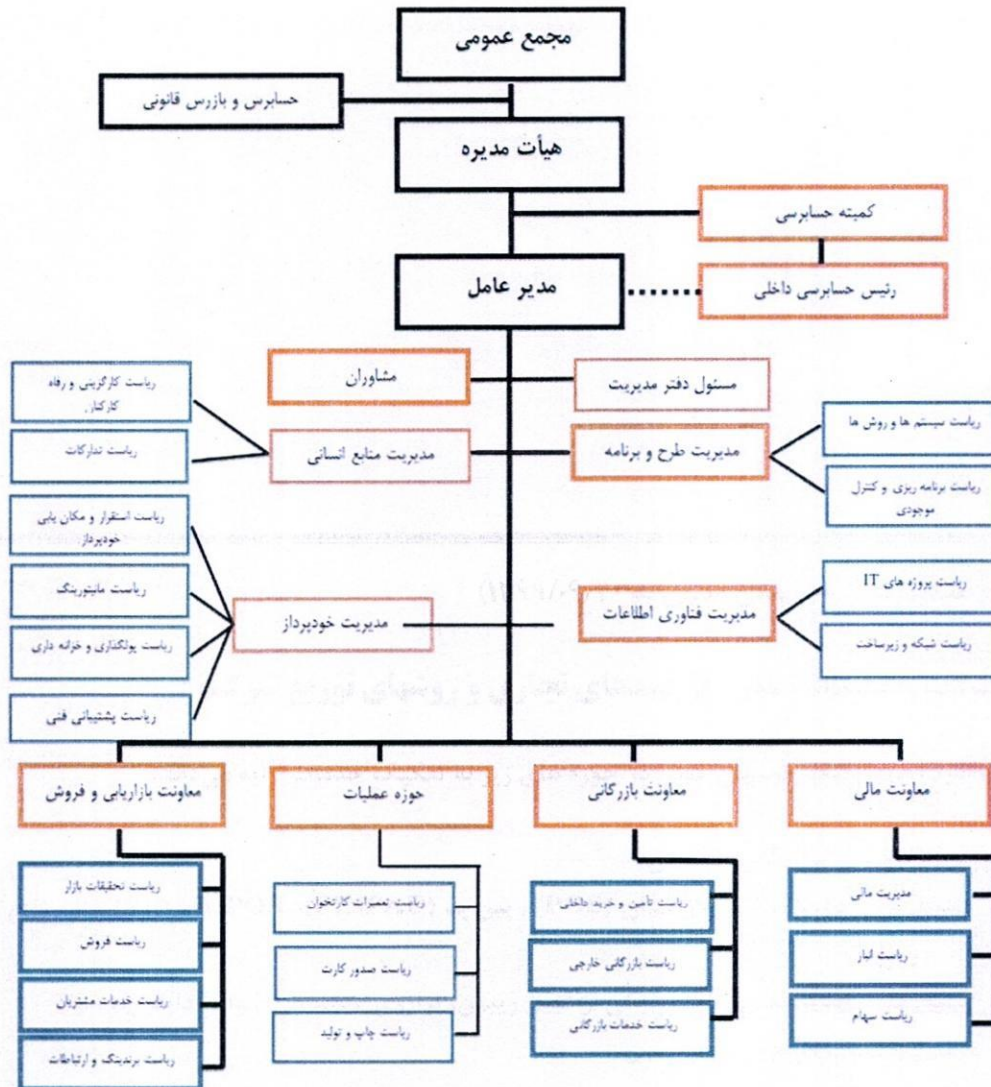 مجمع عمومی
حسابرس و بازرس قانونی
هیأت مدیره
کمیته حسابرسی
رئیس حسابرسی داخلی
مدیر عامل
مسئول دفتر مدیریت
مشاوران
مدیریت طرح و برنامه
ریاست سیستم ها و روش ها
ریاست برنامه ریزی و کنترل
موجودی
مدیریت منابع انسانی
ریاست کارگزینی و رفاه
کارکنان
ریاست تدارکات
مدیریت فناوری اطلاعات
ریاست پروژه های IT
ریاست شبکه و زیرساخت
مدیریت خودپرداز
ریاست استقرار و مکان یابی
خودپرداز
ریاست مانیتورینگ
ریاست پولگذاری و خزانه داری
ریاست پشتیبانی فنی
معاونت مالی
مدیریت مالی
ریاست انبار
ریاست سهام
معاونت بازرگانی
ریاست تأمین و خرید داخلی
ریاست بازرگانی خارجی
ریاست خدمات بازرگانی
حوزه عملیات
ریاست تعمیرات کارتخوان
ریاست صدور کارت
ریاست چاپ و تولید
معاونت بازاریابی و فروش
ریاست تحقیقات بازار
ریاست فروش
ریاست خدمات مشتریان
ریاست برندینگ و ارتباطات